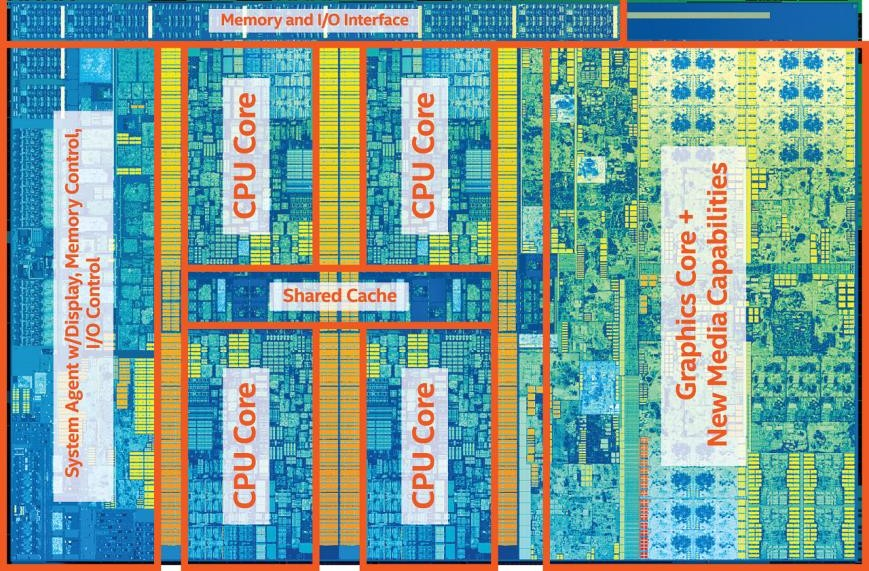 Memory and I/O Interface
System Agent w/Display, Memory Control,
I/O Control
CPU Core
CPU Core
Shared Cache
CPU Core
CPU Core
Graphics Core +
New Media Capabilities